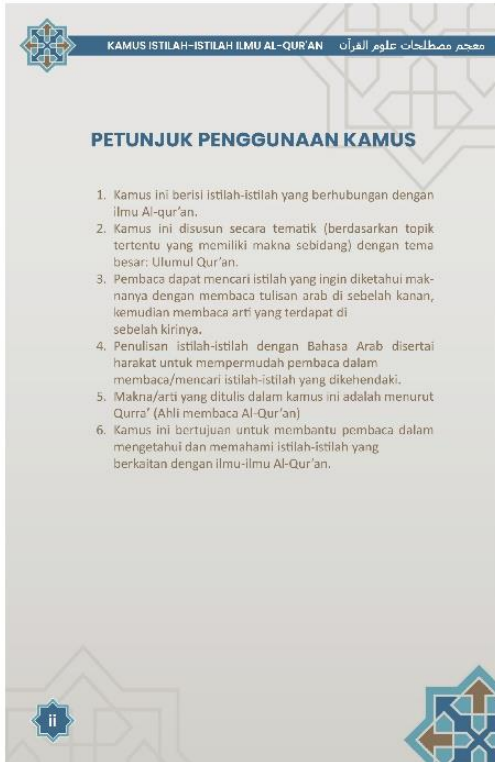 KAMUS ISTILAH-ISTILAH ILMU AL-QUR'AN معجم مصطلحات علوم القرآن
PETUNJUK PENGGUNAAN KAMUS
1. Kamus ini berisi istilah-istilah yang berhubungan dengan
ilmu Al-qur'an.
2. Kamus ini disusun secara tematik (berdasarkan topik
tertentu yang memiliki makna sebidang) dengan tema
besar: Ulumul Qur'an.
3. Pembaca dapat mencari istilah yang ingin diketahui mak-
nanya dengan membaca tulisan arab di sebelah kanan,
kemudian membaca arti yang terdapat di
sebelah kirinya.
4. Penulisan istilah-istilah dengan Bahasa Arab disertai
harakat untuk mempermudah pembaca dalam
membaca/mencari istilah-istilah yang dikehendaki.
5. Makna/arti yang ditulis dalam kamus ini adalah menurut
Qurra' (Ahli membaca Al-Qur'an)
6. Kamus ini bertujuan untuk membantu pembaca dalam
mengetahui dan memahami istilah-istilah yang
berkaitan dengan ilmu-ilmu Al-Qur'an.
ii